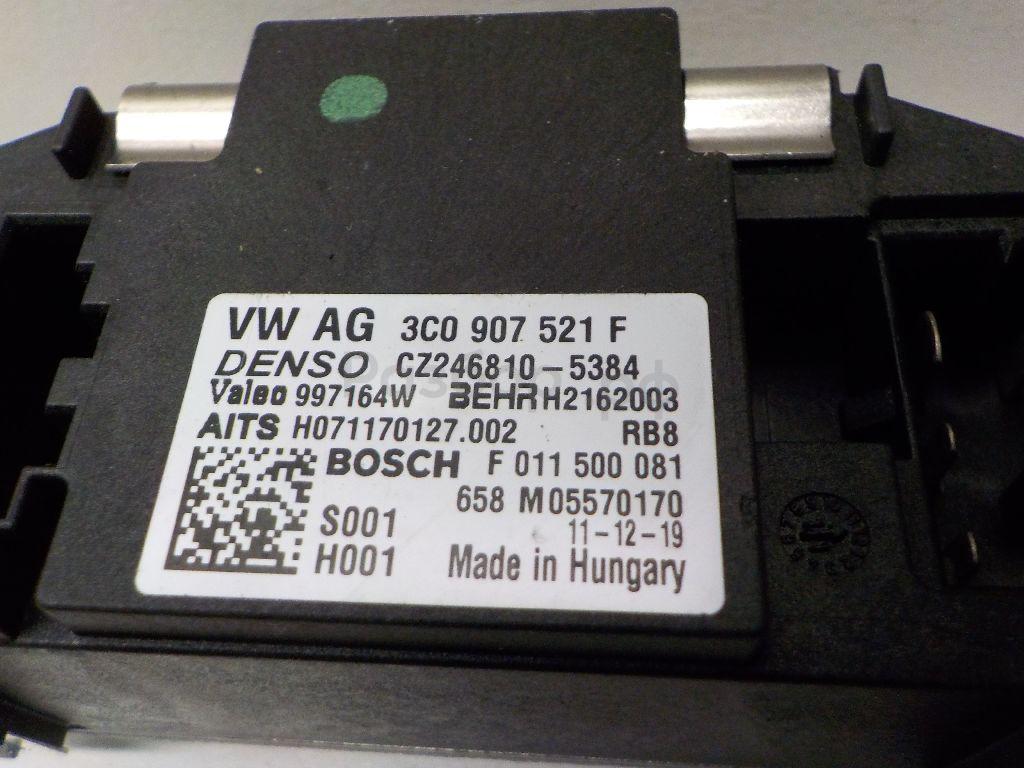 VW AG 3C0 907 521 F
DENSO CZ246810-5384
Valeo 997164W BEHR H2162003
AITS H071170127.002 RB8
BOSCH F 011 500 081
658 M05570170
S001 11-12-19
H001 Made in Hungary